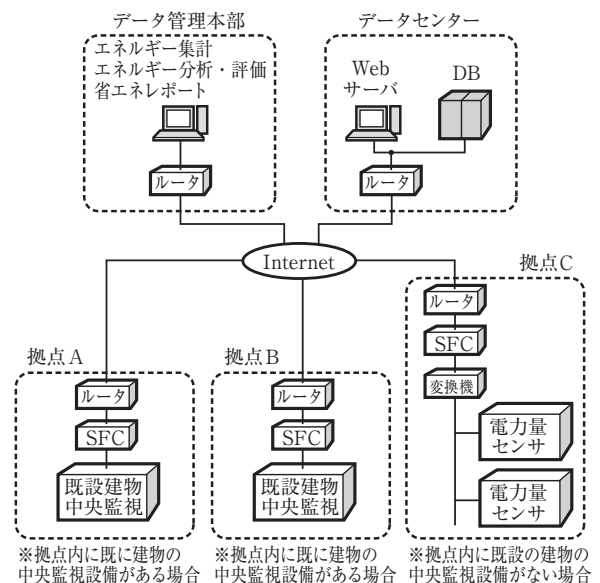 データ管理本部
エネルギー集計
エネルギー分析・評価
省エネレポート
ルータ
データセンター
Web
サーバ
DB
ルータ
Internet
拠点A
ルータ
SFC
既設建物
中央監視
※拠点内に既に建物の
中央監視設備がある場合
拠点B
ルータ
SFC
既設建物
中央監視
※拠点内に既に建物の
中央監視設備がある場合
拠点C
ルータ
SFC
変換機
電力量
センサ
電力量
センサ
※拠点内に既設の建物の
中央監視設備がない場合